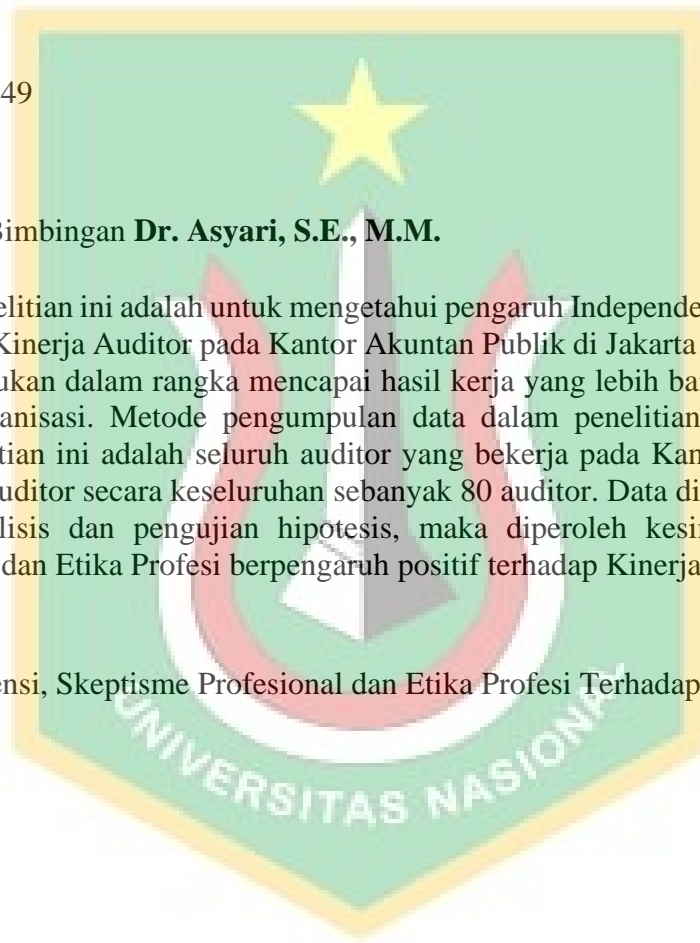 49
Bimbingan Dr. Asyari, S.E., M.M.
elitian ini adalah untuk mengetahui pengaruh Independe
Kinerja Auditor pada Kantor Akuntan Publik di Jakarta
ukan dalam rangka mencapai hasil kerja yang lebih ba
anisasi. Metode pengumpulan data dalam penelitian
tian ini adalah seluruh auditor yang bekerja pada Kan
uditor secara keseluruhan sebanyak 80 auditor. Data di
lisis dan pengujian hipotesis, maka diperoleh kesi
dan Etika Profesi berpengaruh positif terhadap Kinerja
ensi, Skeptisme Profesional dan Etika Profesi Terhadap
UNIVERSITAS NASIONAL